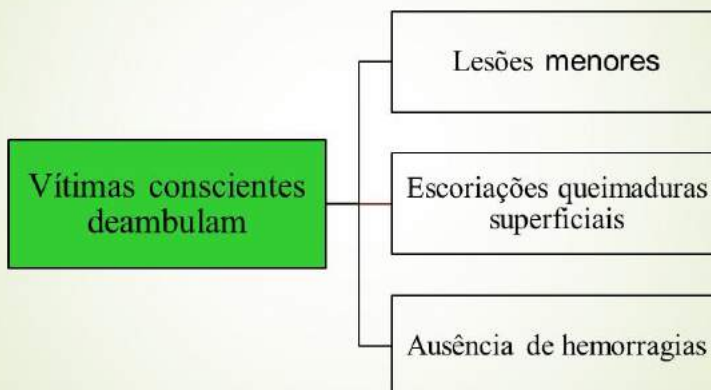 Lesões menores
Vítimas conscientes
deambulam
Escoriações queimaduras
superficiais
Ausência de hemorragias